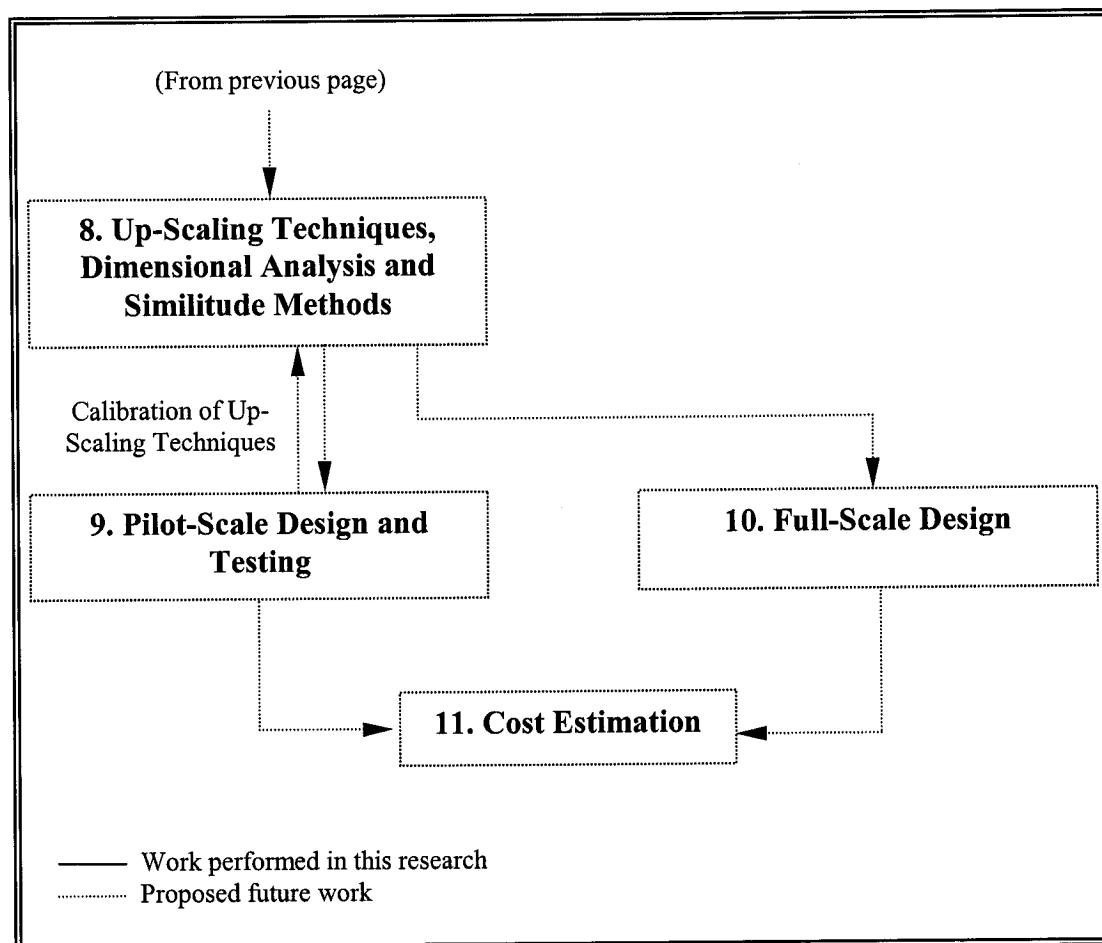 (From previous page)
8. Up-Scaling Techniques,
Dimensional Analysis and
Similitude Methods
Calibration of Up-
Scaling Techniques
9. Pilot-Scale Design and
Testing
10. Full-Scale Design
11. Cost Estimation
Work performed in this research
Proposed future work